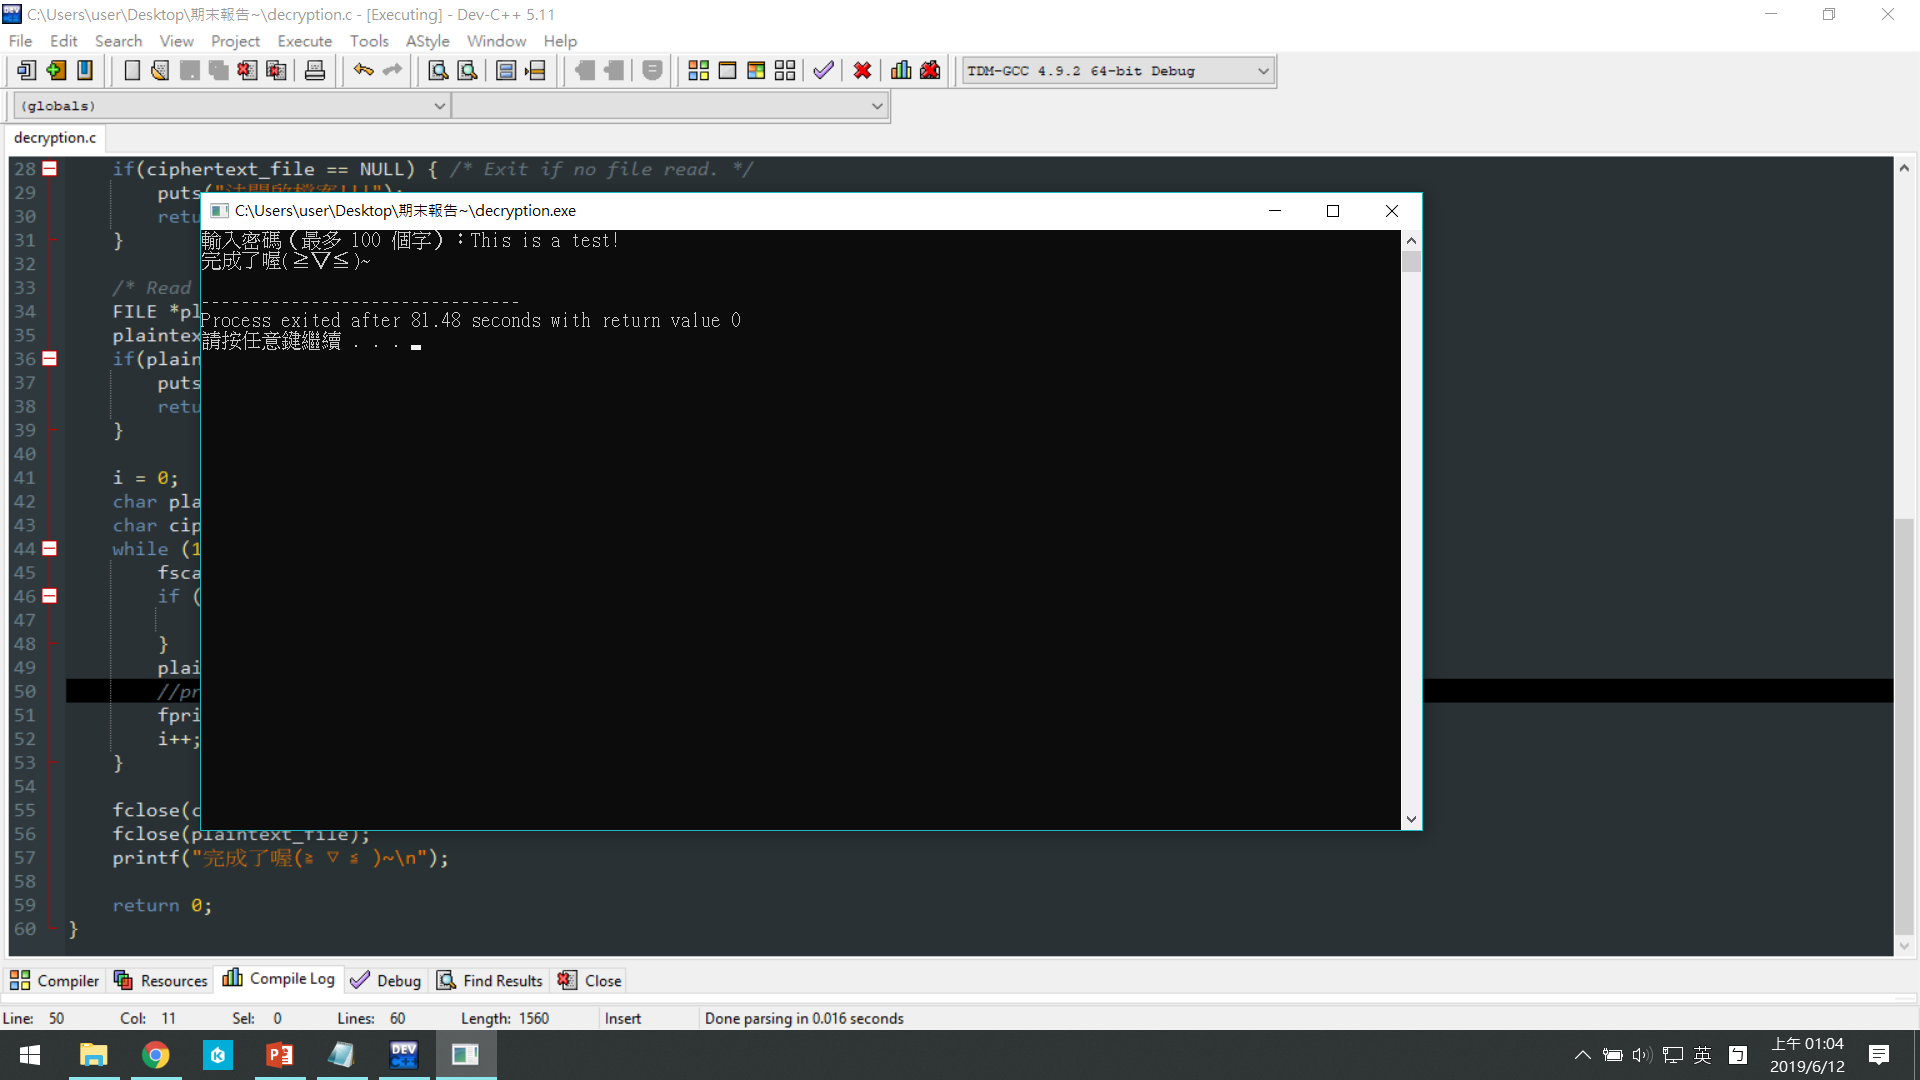 C:\Users\user\Desktop\期末報告~\decryption.c - [Executing] - Dev-C++ 5.11
File Edit Search View Project Execute Tools AStyle Window Help
TDM-GCC 4.9.2 64-bit Debug
(globals)
decryption.c
28 if(ciphertext_file == NULL) { /* Exit if no file read. */
29 puts(
30 retu
31 }
32
33 /* Read
34 FILE *pl
35 plaintex
36 if(plain
37 puts
38 retu
39 }
40
41 i = 0;
42 char pla
43 char cip
44 while (1
45 fsca
46 if (
47
48 }
49 plai
50 //pr
51 fpri
52 i++;
53 }
54
55 fclose(c
56 fclose(plaintext_file);
57 printf("完成了喔(≧ ▽ ≦ )~\n");
58
59 return 0;
60 }
C:\Users\user\Desktop\期末報告~\decryption.exe
輸入密碼（最多 100 個字）：This is a test!
完成了喔(≧▽≦)~
--------------------------------
Process exited after 81.48 seconds with return value 0
請按任意鍵繼續 . . .
Compiler Resources Compile Log Debug Find Results Close
Line: 50 Col: 11 Sel: 0 Lines: 60 Length: 1560 Insert Done parsing in 0.016 seconds
DEV C++
英
上午 01:04
2019/6/12